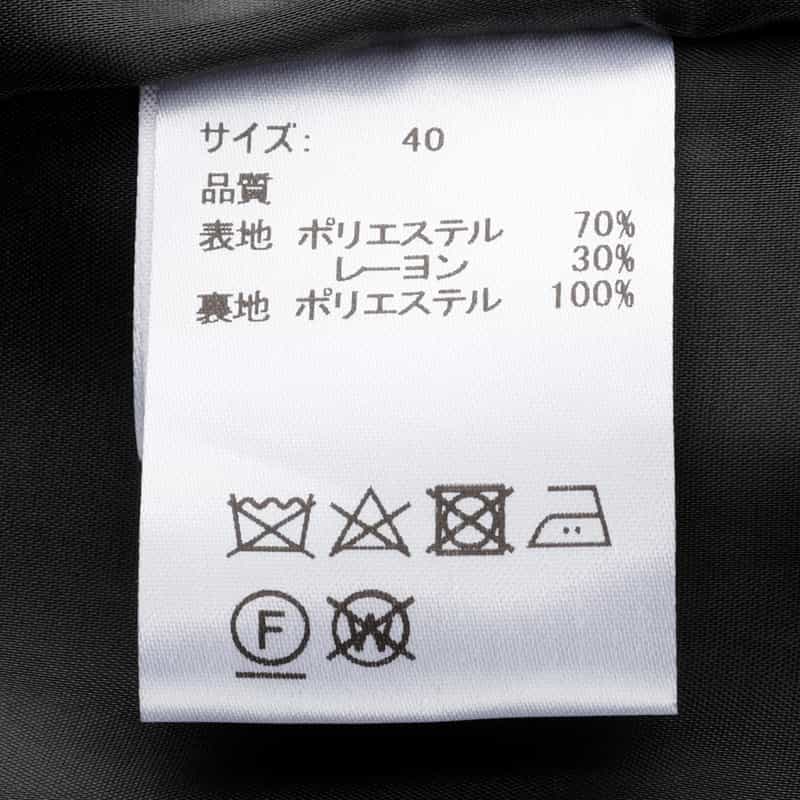 サイズ: 40
品質
表地 ポリエステル 70%
レーヨン 30%
裏地 ポリエステル 100%
F W